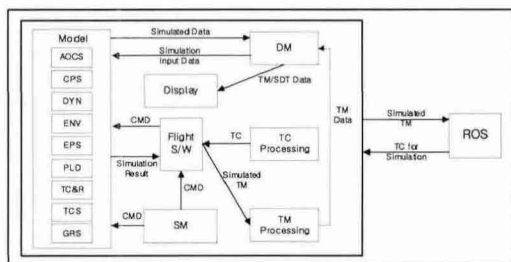 Model
AOCS
CPS
DYN
ENV
EPS
PLD
TC&R
TCS
GRS
Simulated Data
Simulation
Input Data
DM
TM/SDT Data
Display
CMD
Flight
S/W
TC
TC
Processing
Simulation
Result
CMD
Simulated
TM
CMD
SM
TM
Processing
TM
Data
Simulated
TM
TC for
Simulation
ROS